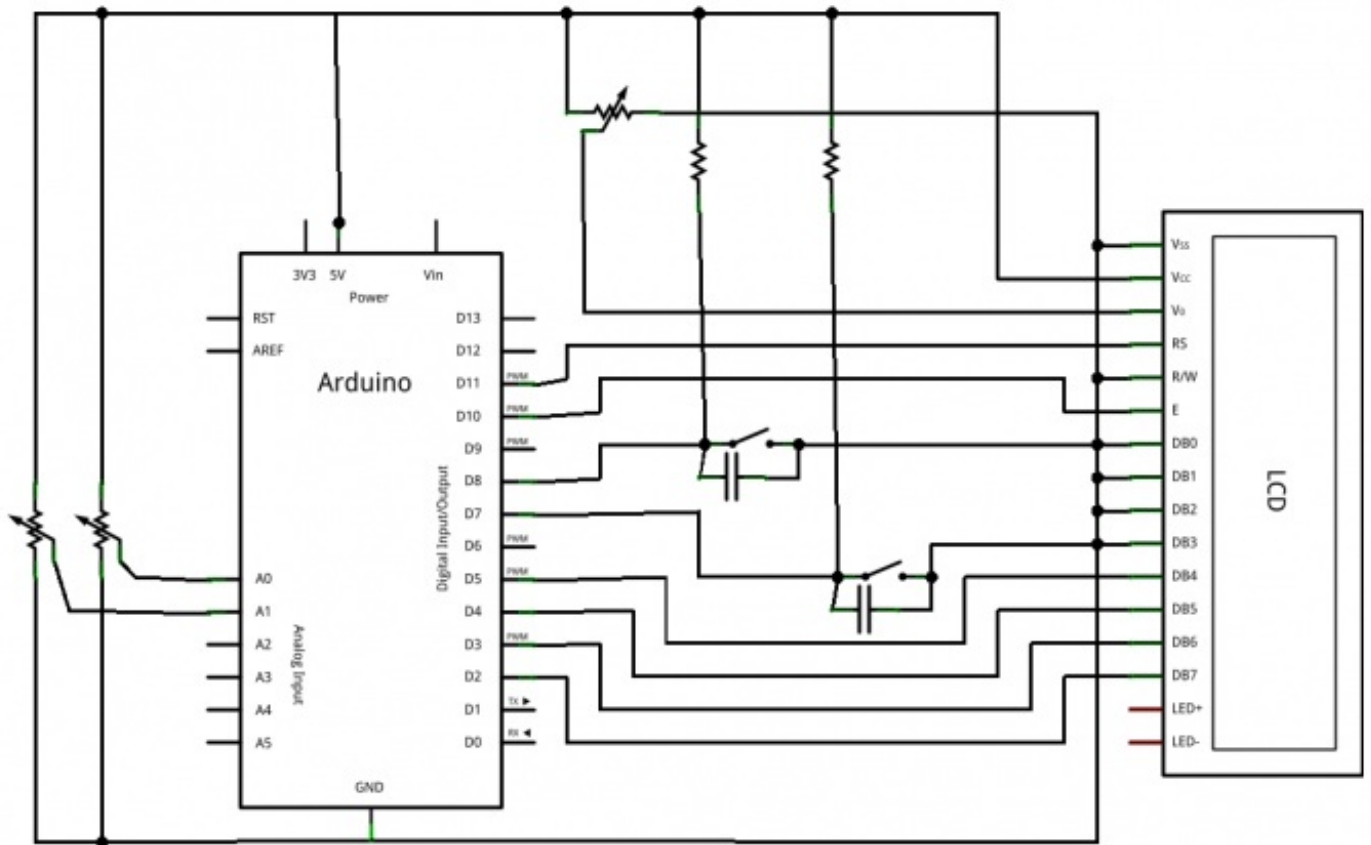 3V3 5V Vin
Power
RST
AREF
Arduino
A0
A1
A2
A3
A4
A5
Analog Input
GND
Digital Input/Output
D13
D12
D11 PWM
D10 PWM
D9 PWM
D8
D7
D6 PWM
D5 PWM
D4
D3 PWM
D2
D1 TX ▶
D0 RX ◀
Vss
Vcc
V0
RS
R/W
E
DB0
DB1
DB2
DB3
DB4
DB5
DB6
DB7
LED+
LED-
LCD